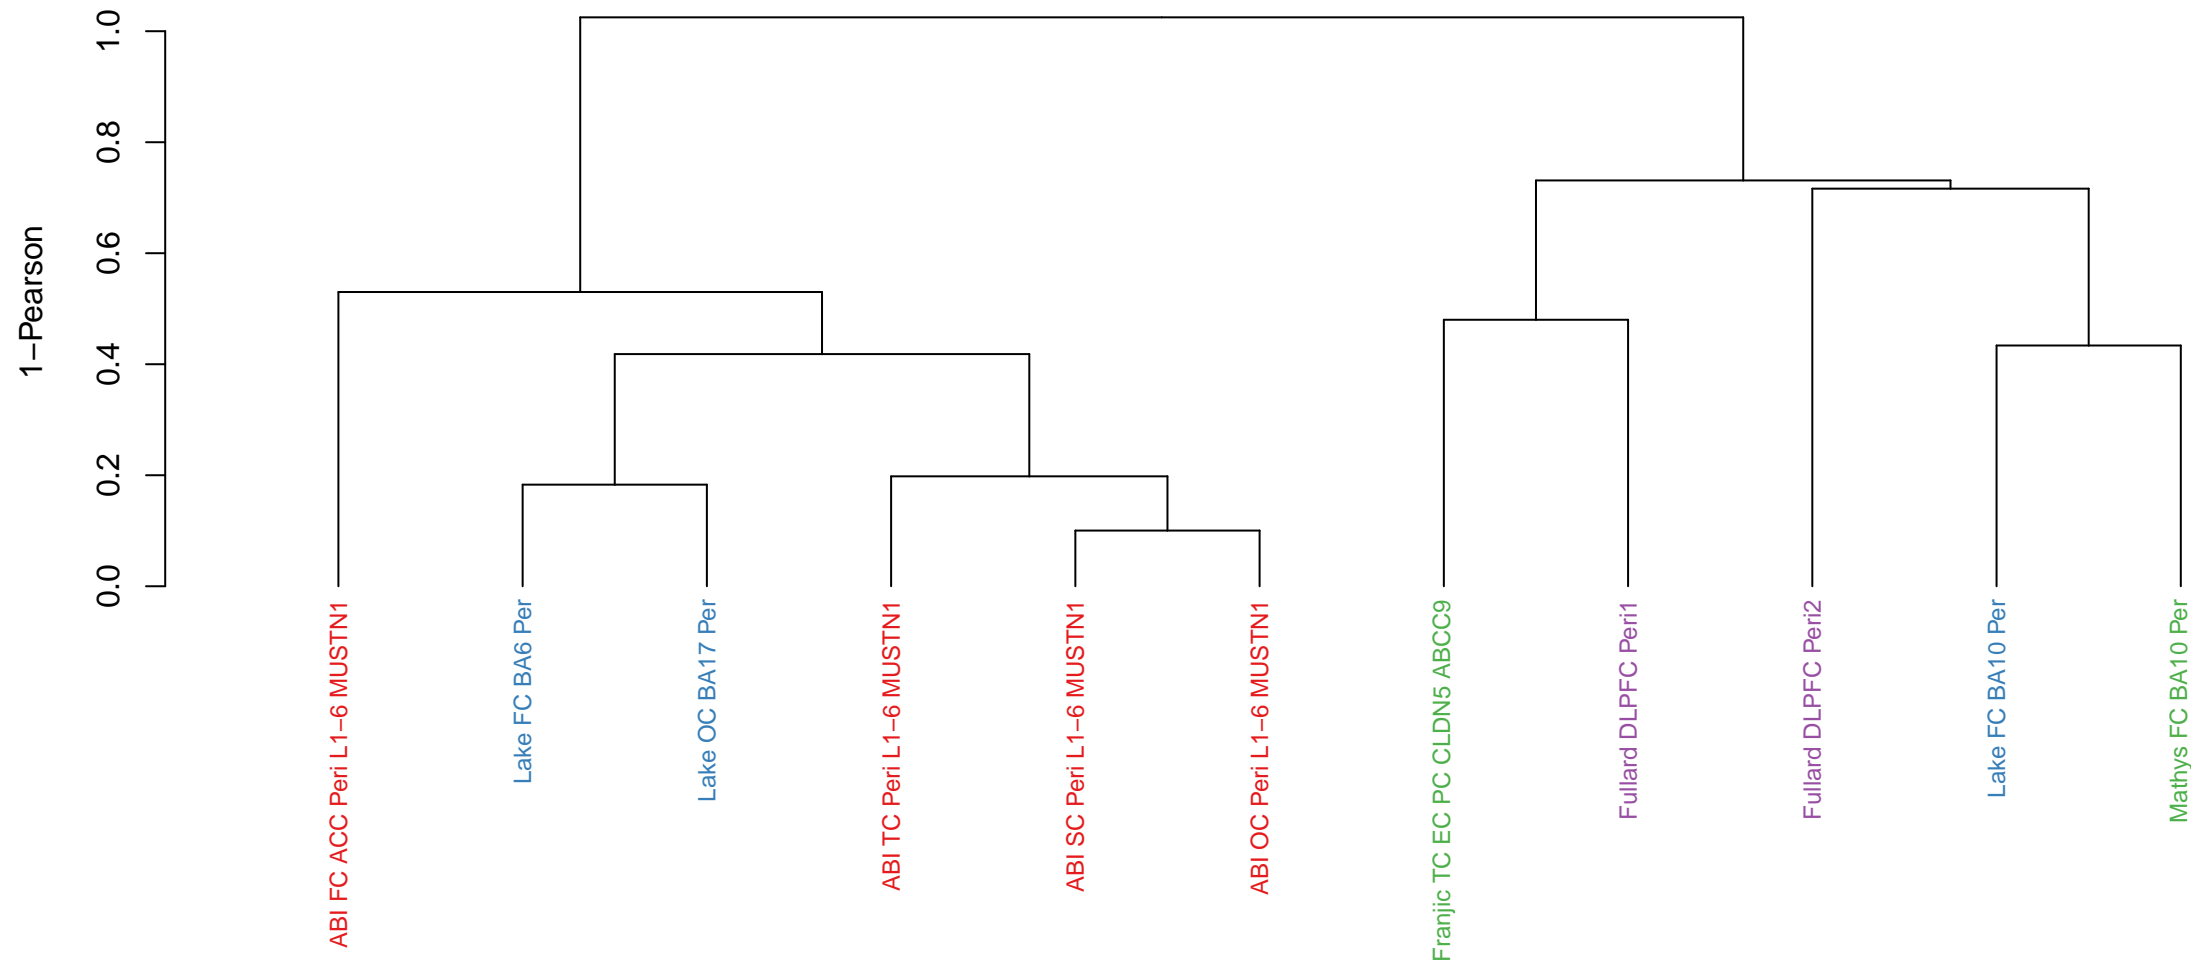 1−Pearson
1.0
0.8
0.6
0.4
0.2
0.0
ABI FC ACC Peri L1−6 MUSTN1
Lake FC BA6 Per
Lake OC BA17 Per
ABI TC Peri L1−6 MUSTN1
ABI SC Peri L1−6 MUSTN1
ABI OC Peri L1−6 MUSTN1
Franjic TC EC PC CLDN5 ABCC9
Fullard DLPFC Peri1
Fullard DLPFC Peri2
Lake FC BA10 Per
Mathys FC BA10 Per